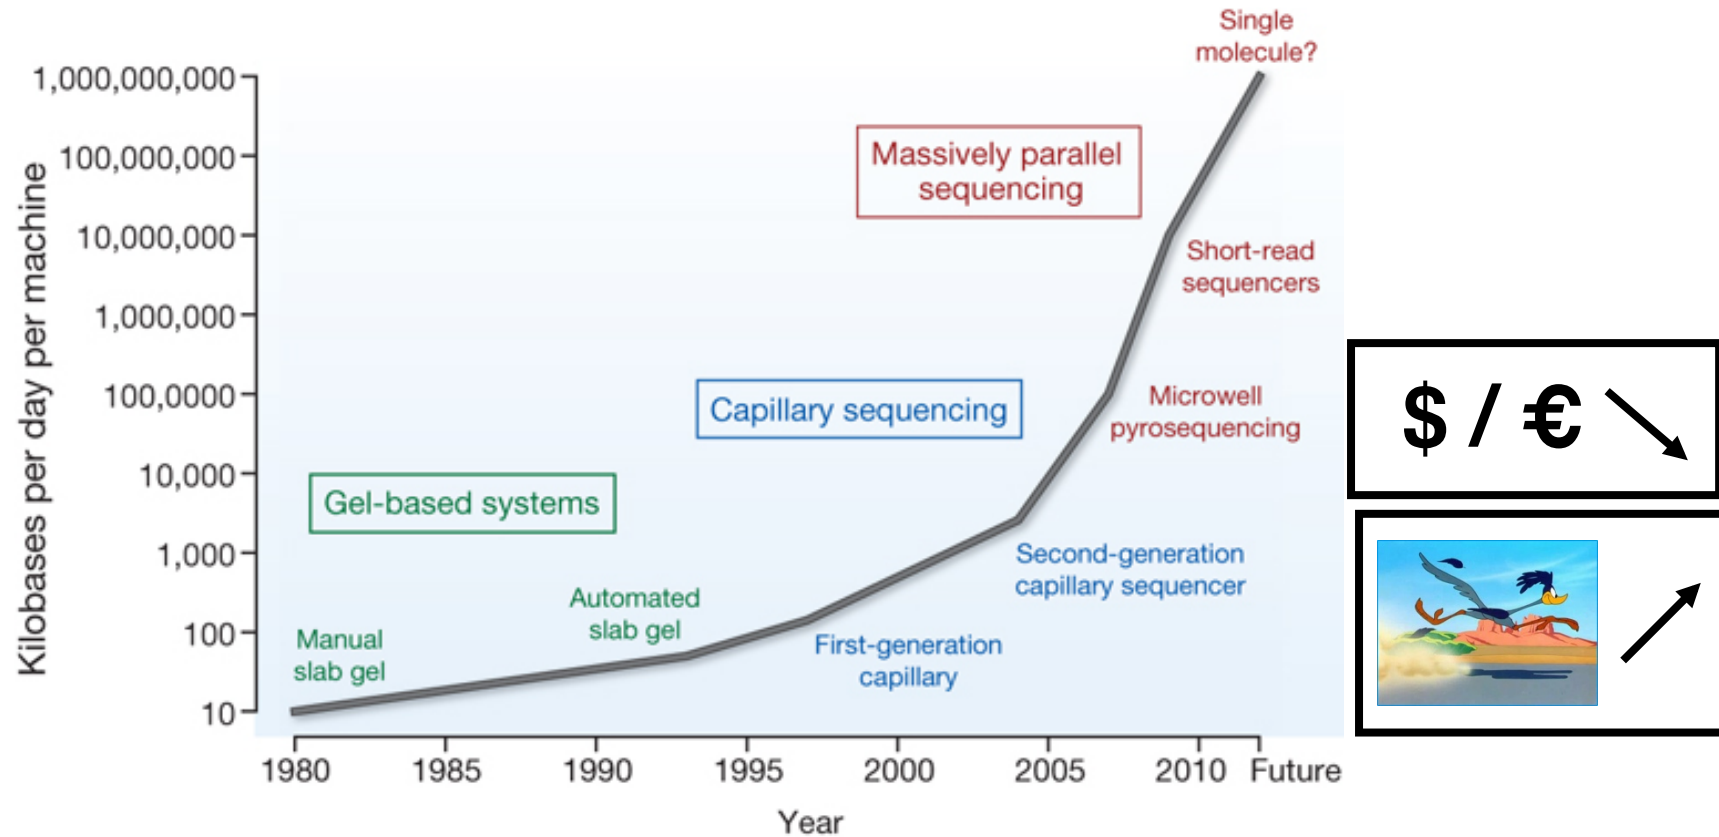 Single
molecule?
1,000,000,000
100,000,000
10,000,000
1,000,000
100,0000
10,000
1,000
100
10
Kilobases per day per machine
Massively parallel
sequencing
Short-read
sequencers
Capillary sequencing
Microwell
pyrosequencing
Gel-based systems
Second-generation
capillary sequencer
Automated
slab gel
Manual
slab gel
First-generation
capillary
1980 1985 1990 1995 2000 2005 2010 Future
Year
$ / €